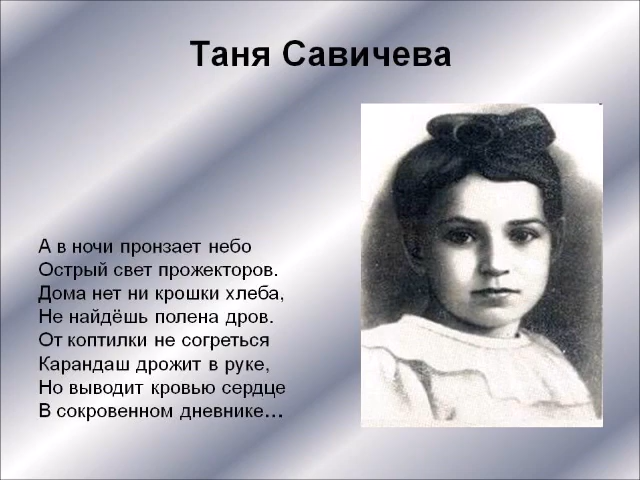 Таня Савичева
А в ночи пронзает небо
Острый свет прожекторов.
Дома нет ни крошки хлеба,
Не найдёшь полена дров.
От коптилки не согреться
Карандаш дрожит в руке,
Но выводит кровью сердце
В сокровенном дневнике…